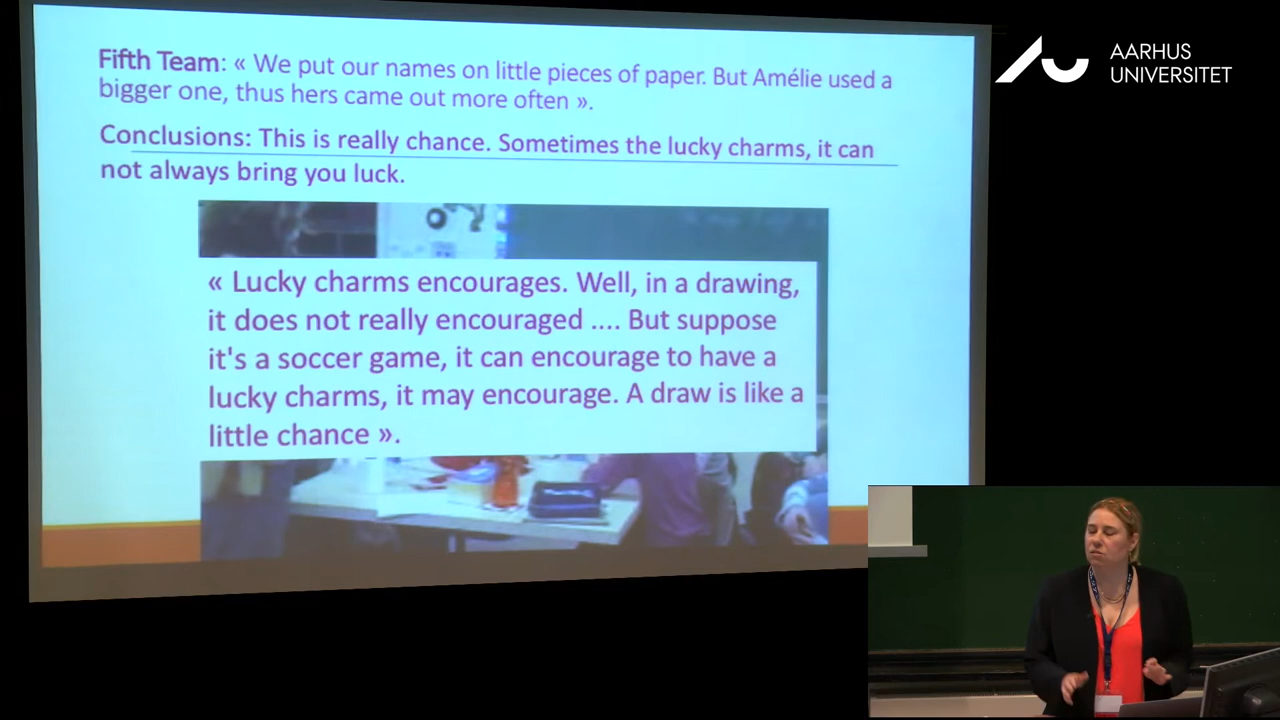 Fifth Team: « We put our names on little pieces of paper. But Amélie used a
bigger one, thus hers came out more often ».
Conclusions: This is really chance. Sometimes the lucky charms, it can
not always bring you luck.
« Lucky charms encourages. Well, in a drawing,
it does not really encouraged .... But suppose
it's a soccer game, it can encourage to have a
lucky charms, it may encourage. A draw is like a
little chance ».
AARHUS
UNIVERSITET